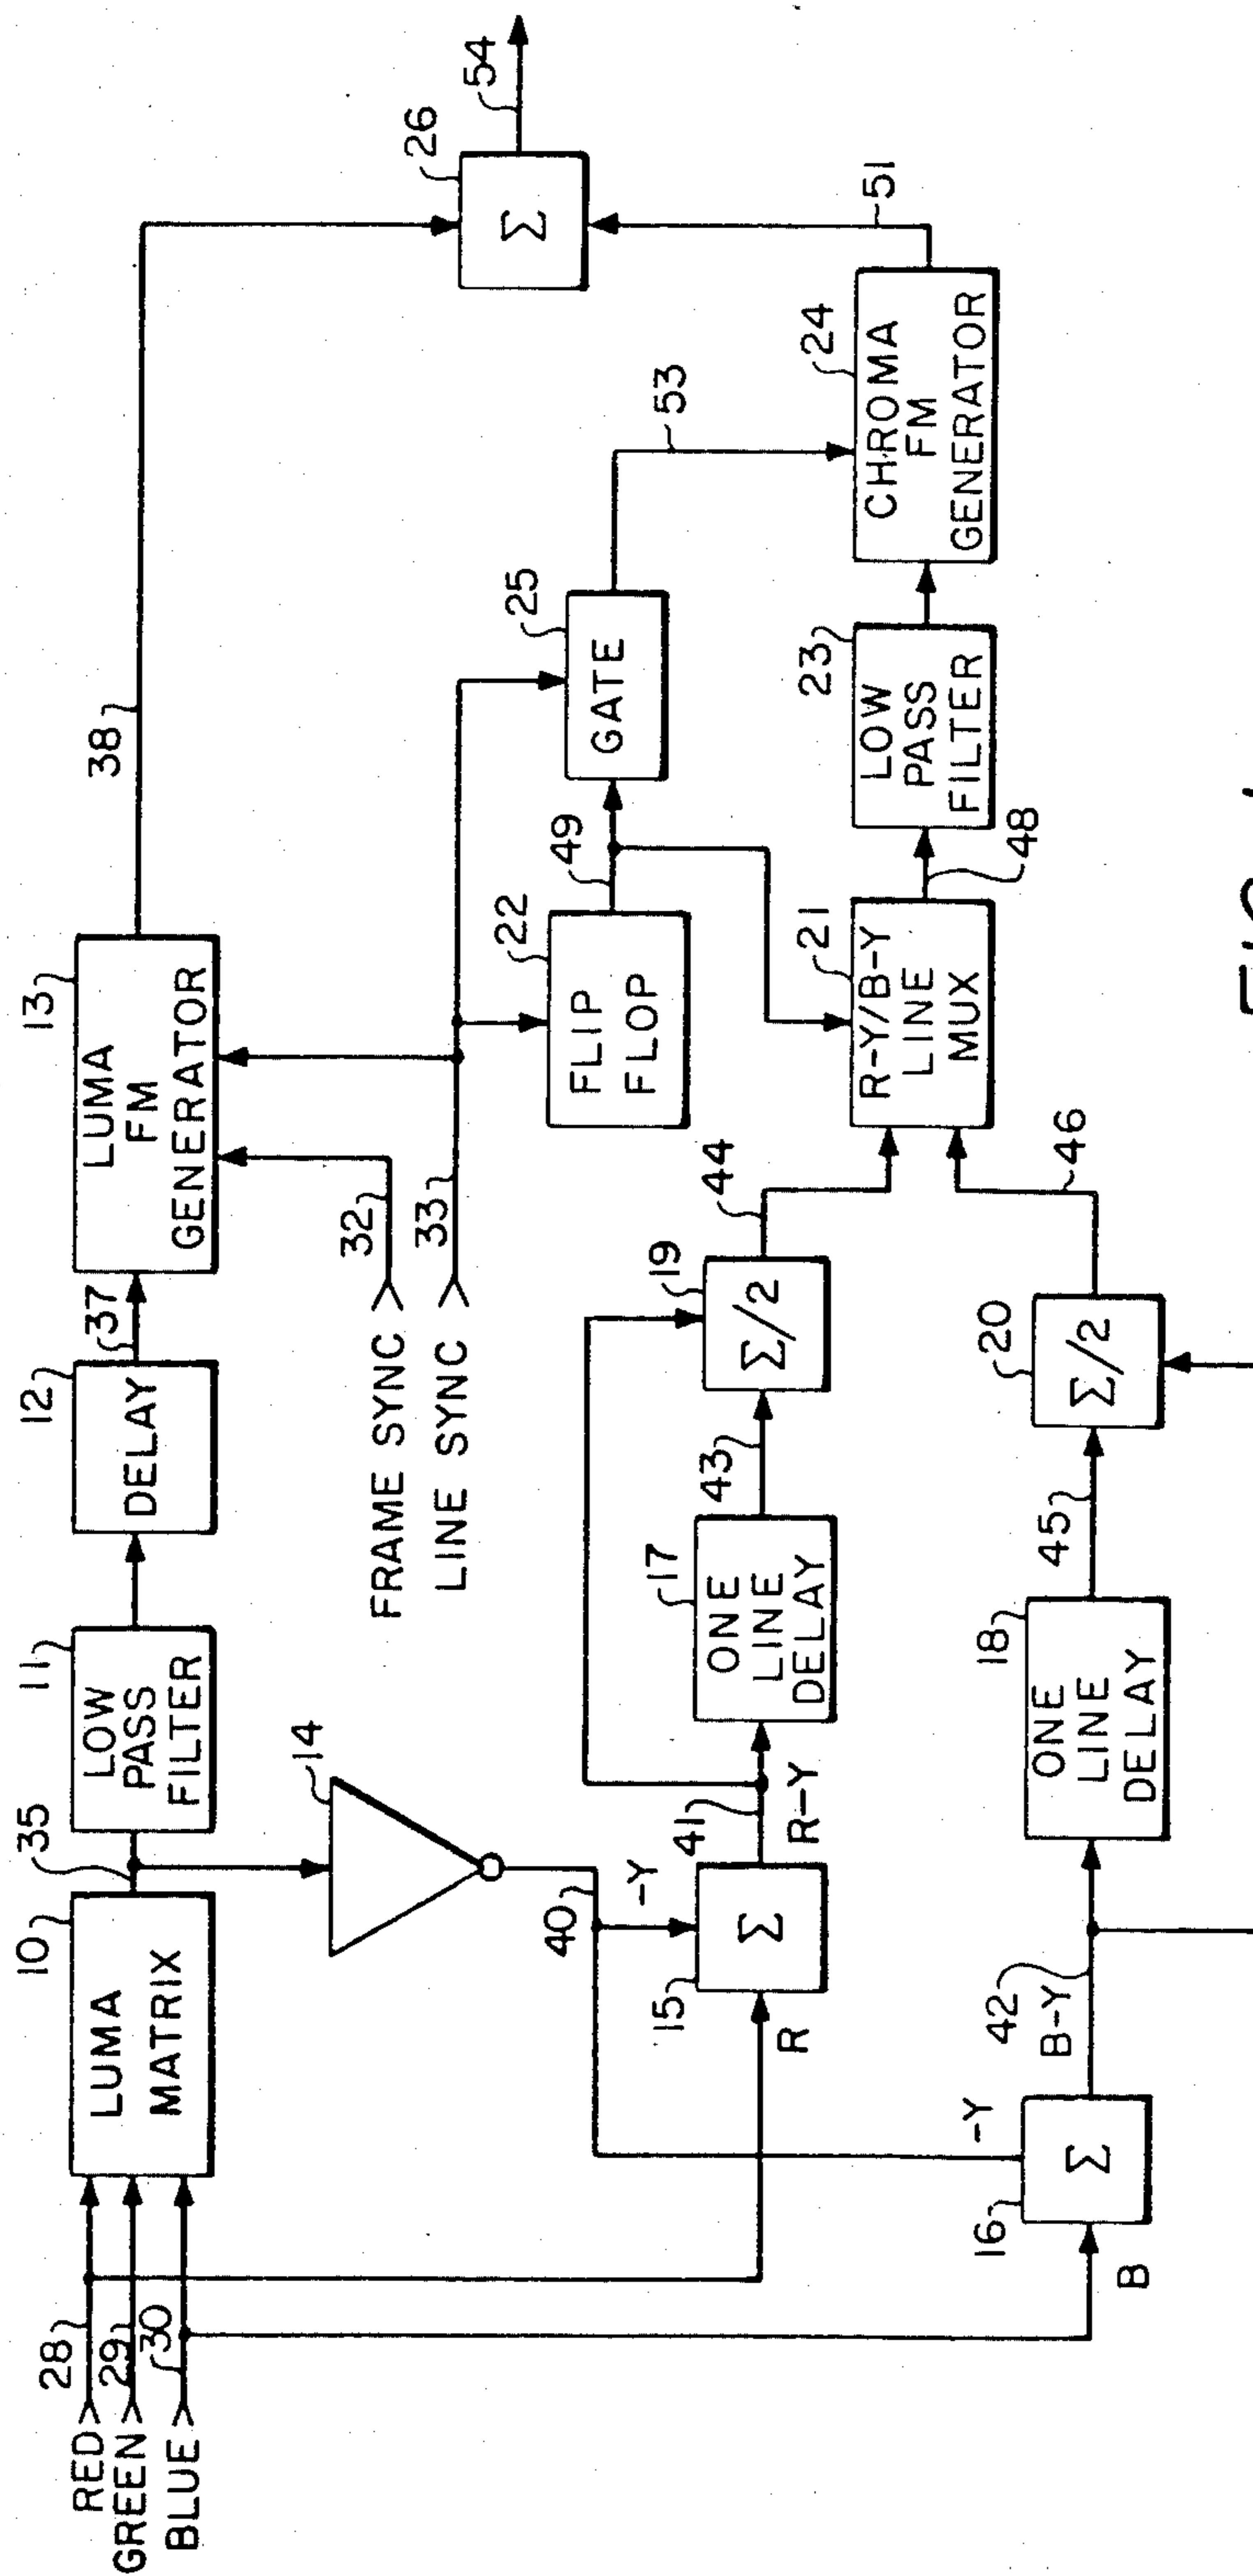 RED
GREEN
BLUE
28
29
30
10
LUMA
MATRIX
35
11
LOW
PASS
FILTER
12
DELAY
37
13
LUMA
FM
GENERATOR
38
FRAME SYNC
32
LINE SYNC
33
14
40
-Y
15
Σ
R
41
R-Y
17
ONE
LINE
DELAY
43
19
Σ/2
44
22
FLIP
FLOP
49
25
GATE
53
26
Σ
54
16
Σ
-Y
B
42
B-Y
18
ONE
LINE
DELAY
45
20
Σ/2
46
21
R-Y/B-Y
LINE
MUX
48
23
LOW
PASS
FILTER
24
CHROMA
FM
GENERATOR
51